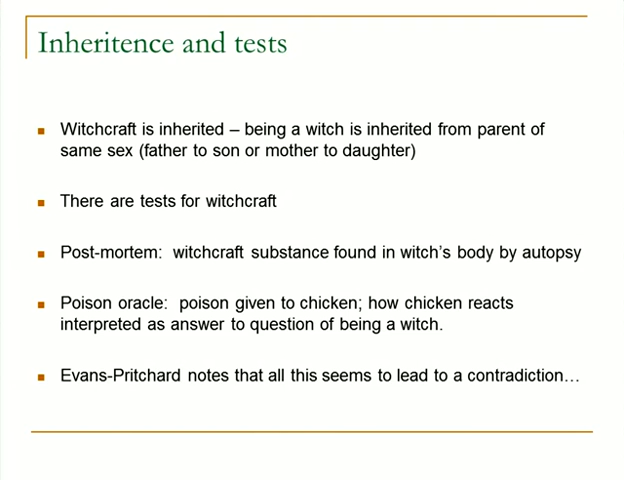 Inheritence and tests
Witchcraft is inherited – being a witch is inherited from parent of
same sex (father to son or mother to daughter)
There are tests for witchcraft
Post-mortem:  witchcraft substance found in witch's body by autopsy
Poison oracle:  poison given to chicken; how chicken reacts
interpreted as answer to question of being a witch.
Evans-Pritchard notes that all this seems to lead to a contradiction…